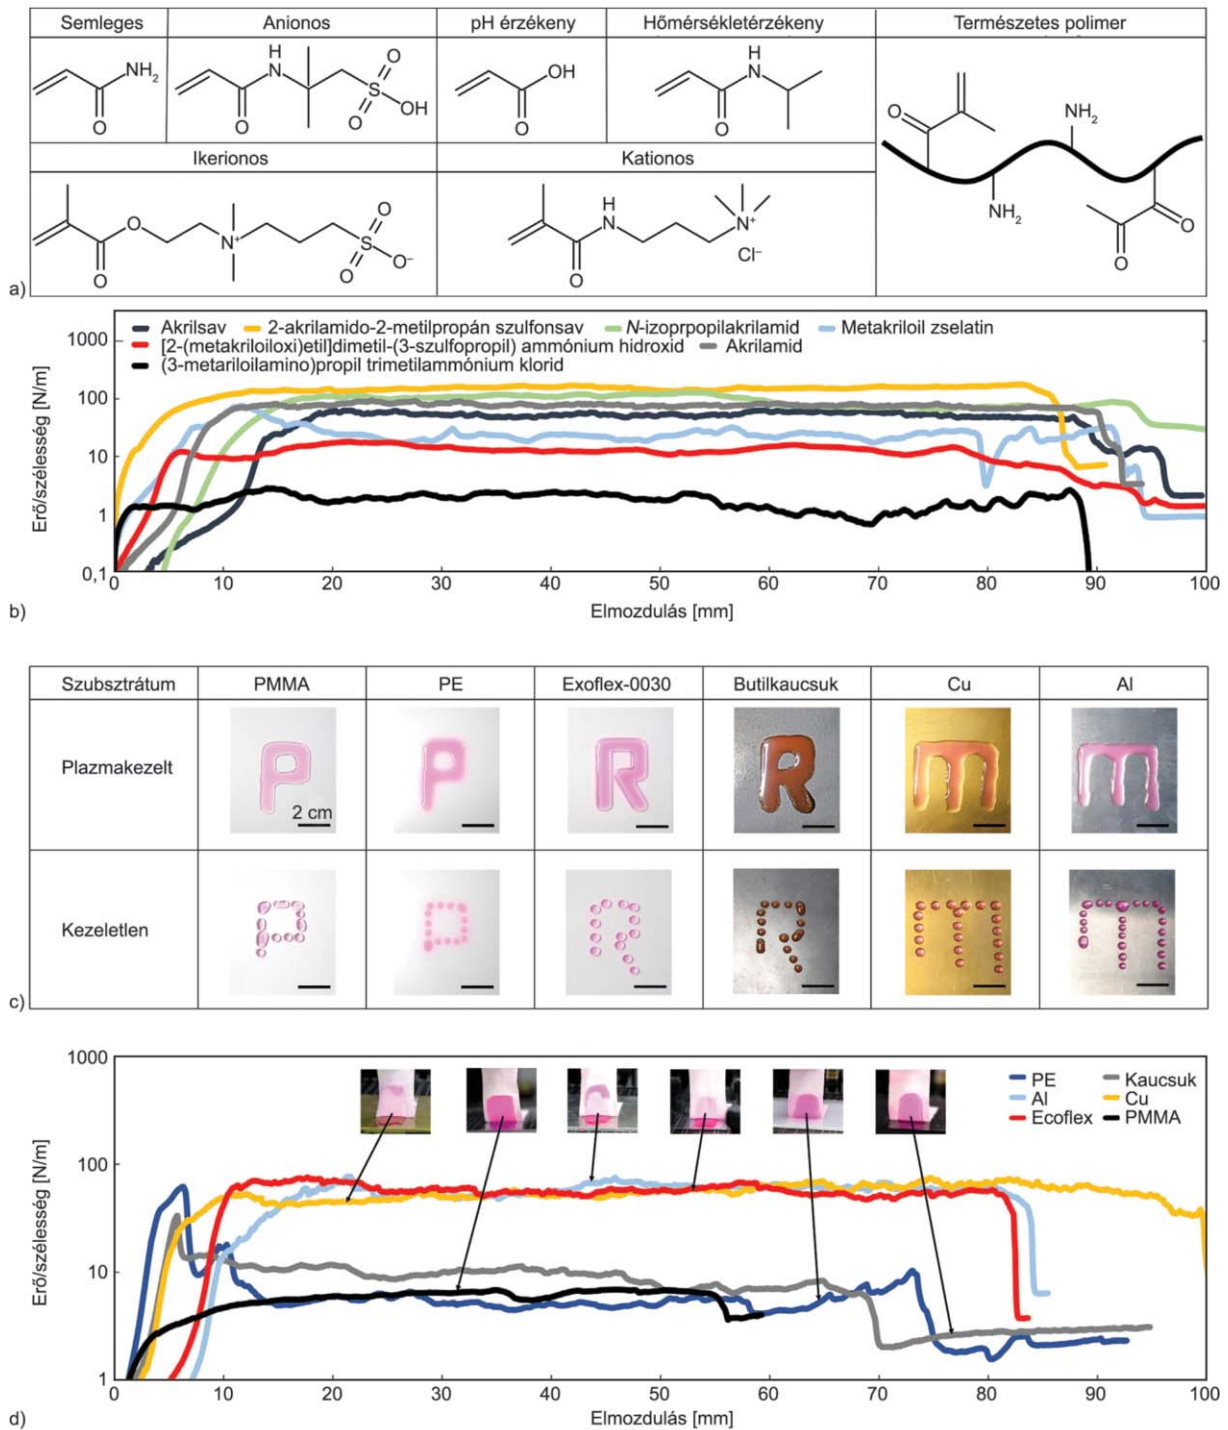 Semleges Anionos pH érzékeny Hőmérsékletérzékeny Természetes polimer
NH2
O
H
N
O
O
S
O
OH
OH
O
H
N
O
O
NH2
NH2
O
O
Ikerionos Kationos
O
O
N+
O
S
O
O−
H
N
O
N+
Cl−
a)
Akrilsav 2-akrilamido-2-metilpropán szulfonsav N-izoprpopilakrilamid Metakriloil zselatin
[2-(metakriloiloxi)etil]dimetil-(3-szulfopropil) ammónium hidroxid Akrilamid
(3-metariloilamino)propil trimetilammónium klorid
Erő/szélesség [N/m]
1000
100
10
1
0,1
0 10 20 30 40 50 60 70 80 90 100
Elmozdulás [mm]
b)
Szubsztrátum PMMA PE Exoflex-0030 Butilkaucsuk Cu Al
Plazmakezelt
2 cm
Kezeletlen
c)
Erő/szélesség [N/m]
1000
100
10
1
PE Kaucsuk
Al Cu
Ecoflex PMMA
0 10 20 30 40 50 60 70 80 90 100
Elmozdulás [mm]
d)